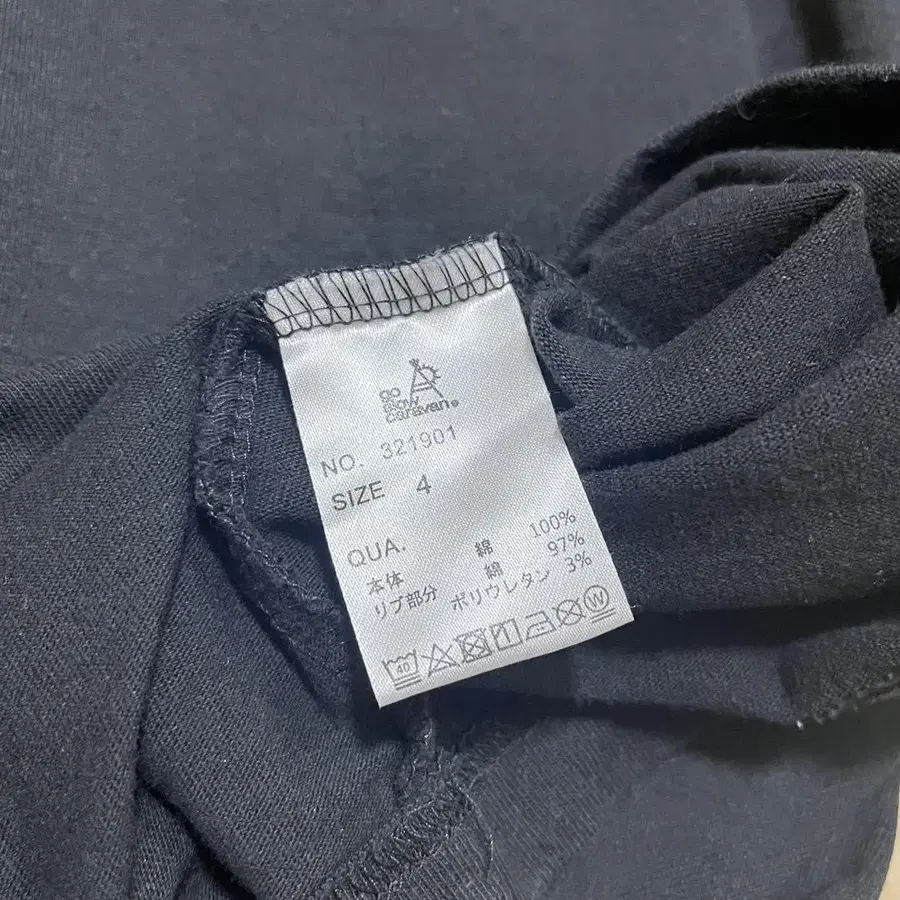 go
slow
caravan®
NO. 321901
SIZE 4
QUA.
本体 綿 100%
リブ部分 綿 97%
ポリウレタン 3%
40
W